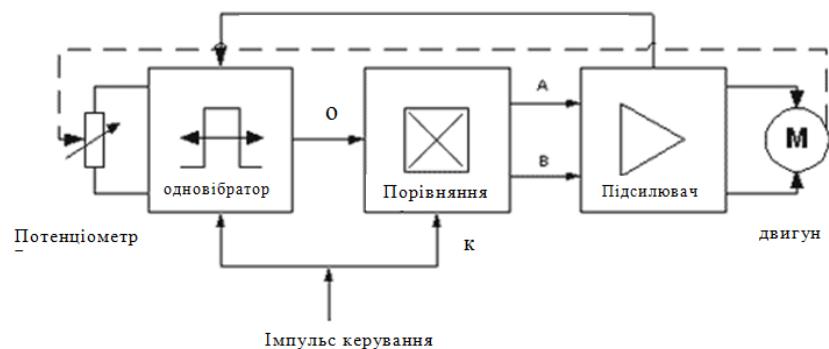 О
A
B
M
одновібратор
Порівняння
Підсилювач
Потенціометр
К
двигун
Імпульс керування